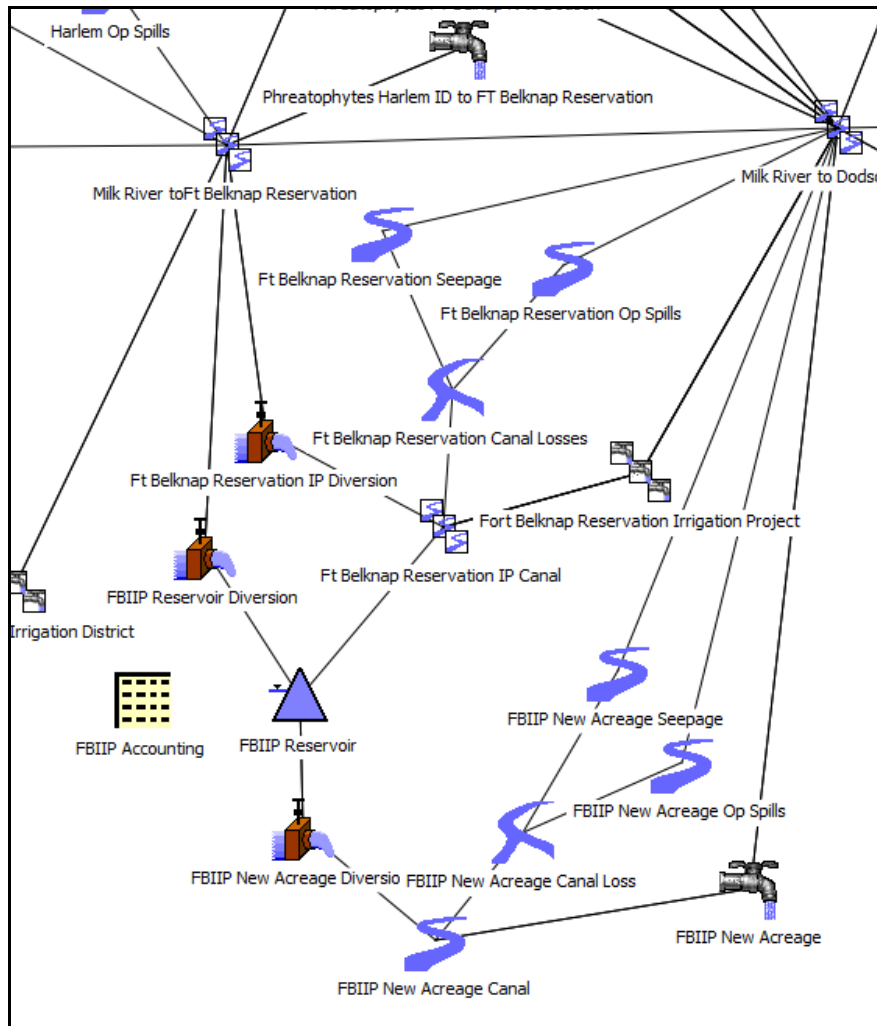 Harlem Op Spills
Phreatophytes Harlem ID to FT Belknap Reservation
Milk River toFt Belknap Reservation
Milk River to Dodso
Ft Belknap Reservation Seepage
Ft Belknap Reservation Op Spills
Ft Belknap Reservation Canal Losses
Ft Belknap Reservation IP Diversion
Fort Belknap Reservation Irrigation Project
Ft Belknap Reservation IP Canal
FBIIP Reservoir Diversion
Irrigation District
FBIIP New Acreage Seepage
FBIIP Accounting
FBIIP Reservoir
FBIIP New Acreage Op Spills
FBIIP New Acreage Diversio
FBIIP New Acreage Canal Loss
FBIIP New Acreage
FBIIP New Acreage Canal